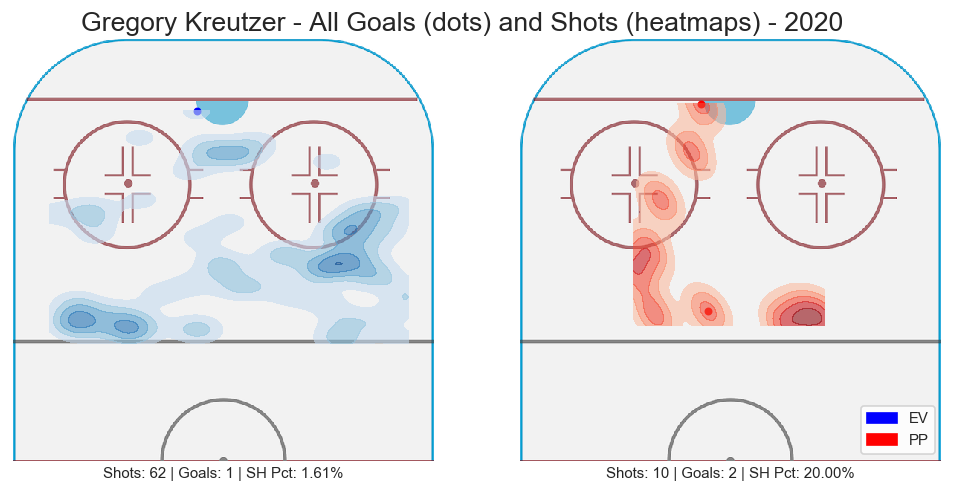 Gregory Kreutzer - All Goals (dots) and Shots (heatmaps) - 2020
EV
PP
Shots: 62 | Goals: 1 | SH Pct: 1.61%
Shots: 10 | Goals: 2 | SH Pct: 20.00%